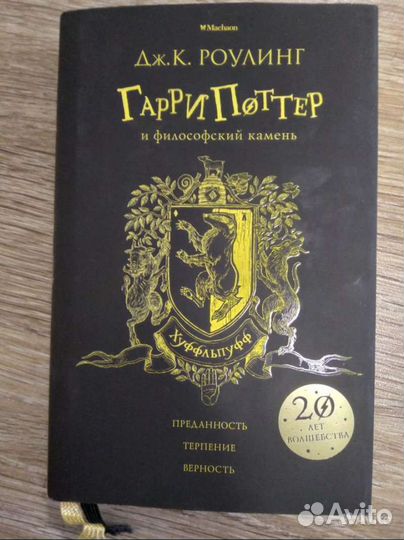 Machaon
Дж.К. РОУЛИНГ
ГАРРИ ПОТТЕР
и философский камень
Хуффльпуфф
ПРЕДАННОСТЬ
ТЕРПЕНИЕ
ВЕРНОСТЬ
20
ЛЕТ
ВОЛШЕБСТВА
Avito